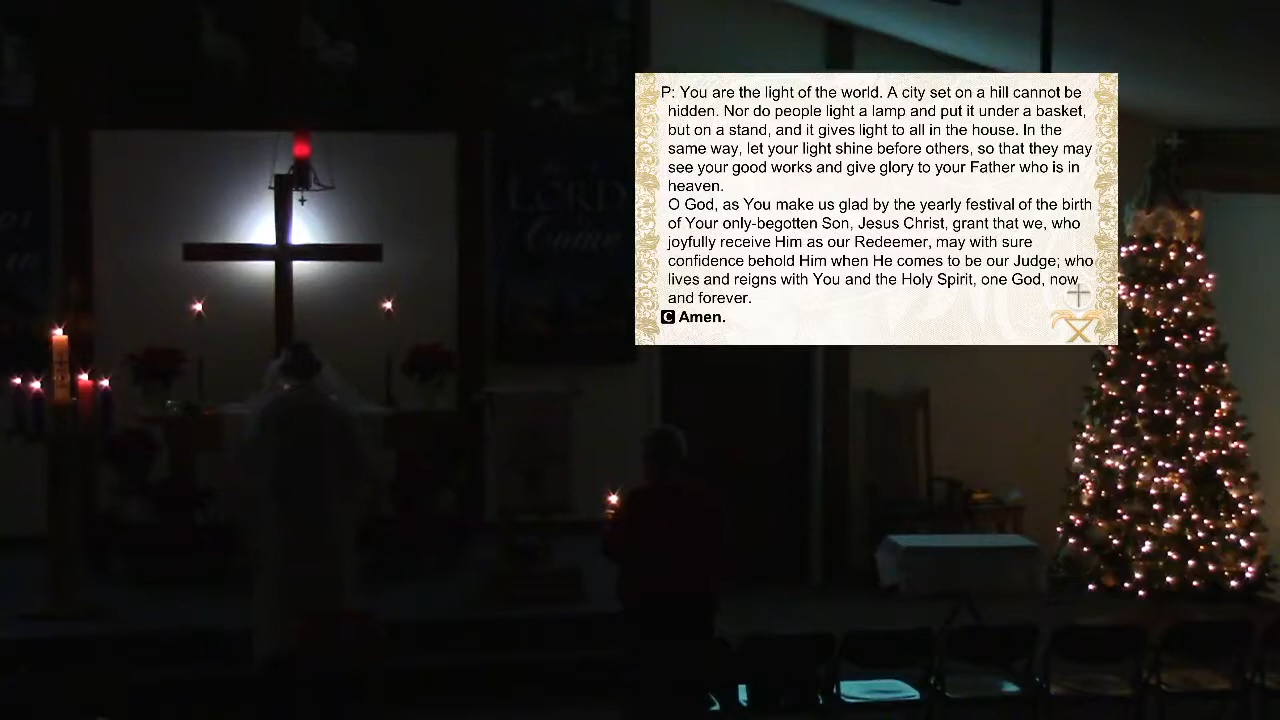 LORD
Come
P: You are the light of the world. A city set on a hill cannot be
hidden. Nor do people light a lamp and put it under a basket,
but on a stand, and it gives light to all in the house. In the
same way, let your light shine before others, so that they may
see your good works and give glory to your Father who is in
heaven.
O God, as You make us glad by the yearly festival of the birth
of Your only-begotten Son, Jesus Christ, grant that we, who
joyfully receive Him as our Redeemer, may with sure
confidence behold Him when He comes to be our Judge; who
lives and reigns with You and the Holy Spirit, one God, now
and forever.
C Amen.